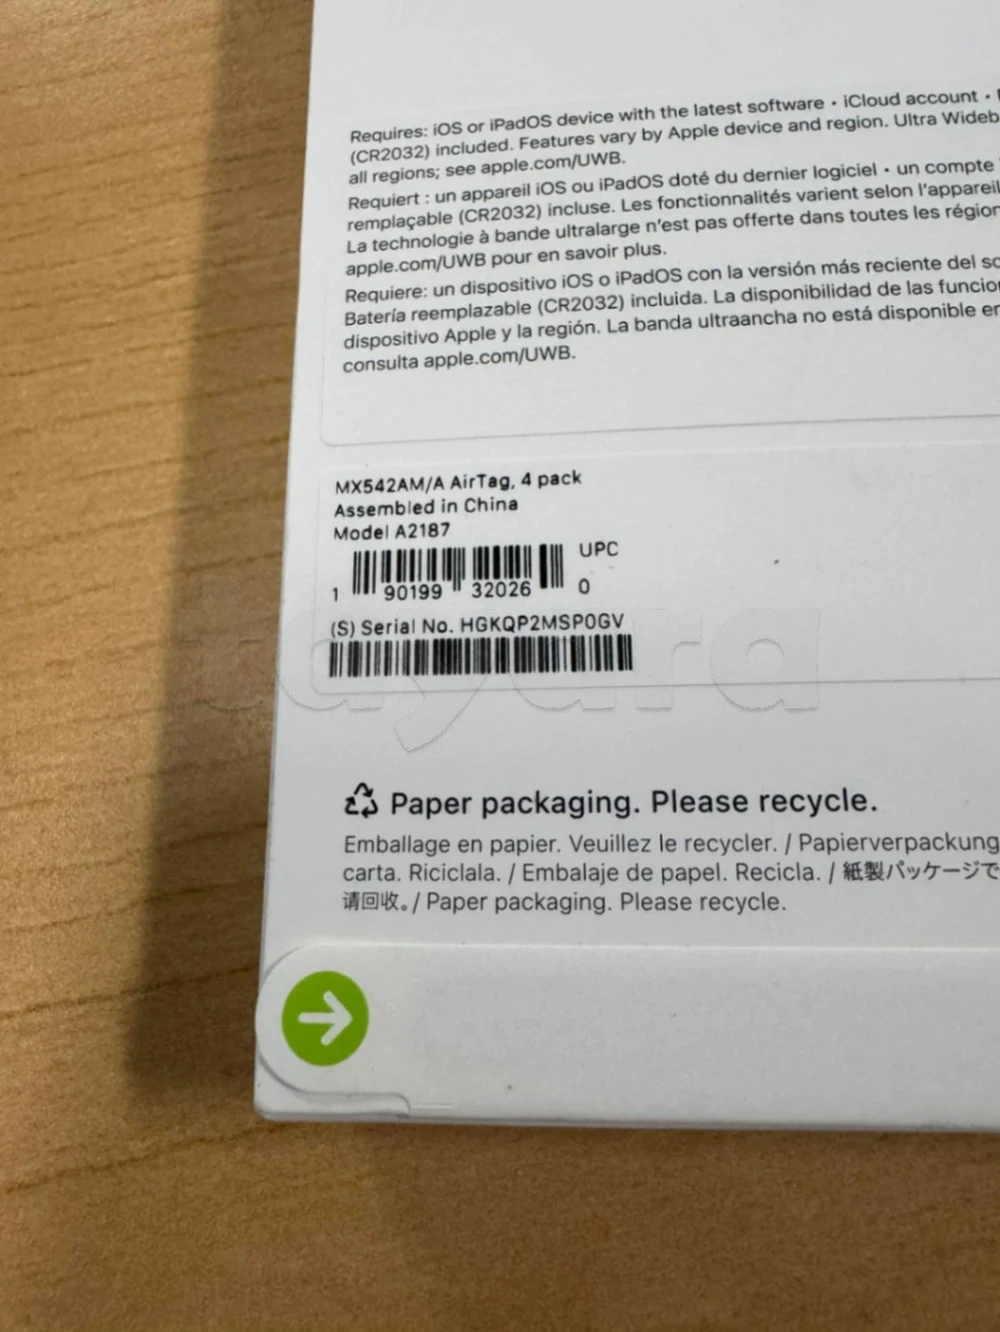 Requires: iOS or iPadOS device with the latest software • iCloud account •
(CR2032) included. Features vary by Apple device and region. Ultra Wideb
all regions; see apple.com/UWB.
Requiert : un appareil iOS ou iPadOS doté du dernier logiciel • un compte
remplaçable (CR2032) incluse. Les fonctionnalités varient selon l'appareil
La technologie à bande ultralarge n'est pas offerte dans toutes les région
apple.com/UWB pour en savoir plus.
Requiere: un dispositivo iOS o iPadOS con la versión más reciente del so
Batería reemplazable (CR2032) incluida. La disponibilidad de las funcio
dispositivo Apple y la región. La banda ultraancha no está disponible en
consulta apple.com/UWB.
MX542AM/A AirTag, 4 pack
Assembled in China
Model A2187
UPC
1 90199 32026 0
(S) Serial No. HGKQP2MSP0GV
tayara
Paper packaging. Please recycle.
Emballage en papier. Veuillez le recycler. / Papierverpackung
carta. Riciclala. / Embalaje de papel. Recicla. / 紙製パッケージで
请回收。/ Paper packaging. Please recycle.